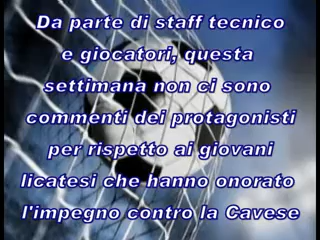 Da parte di staff tecnico
e giocatori, questa
settimana non ci sono
commenti dei protagonisti
per rispetto ai giovani
licatesi che hanno onorato
l'impegno contro la Cavese